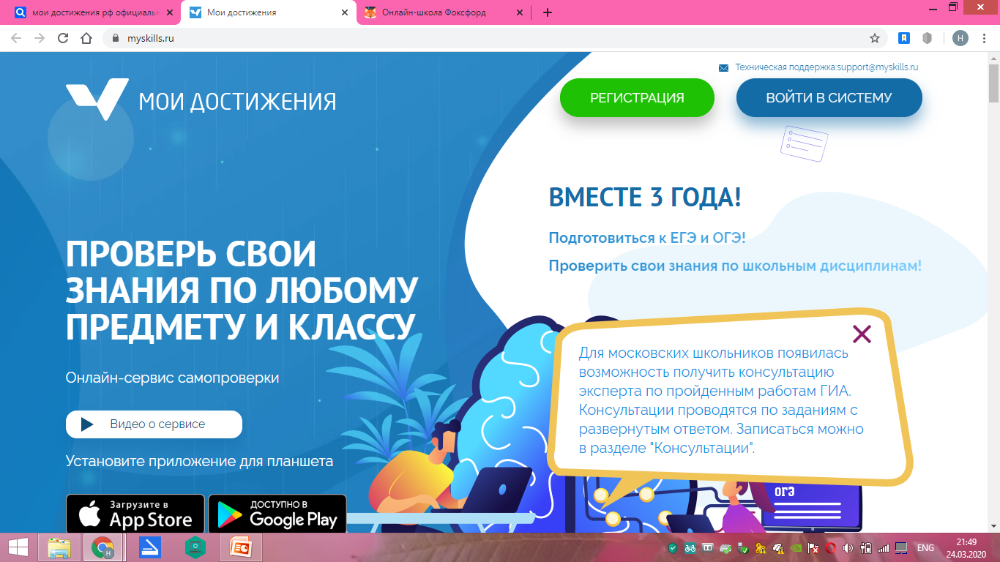 мои достижения рф официальн
Мои достижения
Онлайн-школа Фоксфорд
myskills.ru
Н
Техническая поддержка:support@myskills.ru
МОИ ДОСТИЖЕНИЯ
РЕГИСТРАЦИЯ
ВОЙТИ В СИСТЕМУ
ВМЕСТЕ 3 ГОДА!
Подготовиться к ЕГЭ и ОГЭ!
Проверить свои знания по школьным дисциплинам!
ПРОВЕРЬ СВОИ
ЗНАНИЯ ПО ЛЮБОМУ
ПРЕДМЕТУ И КЛАССУ
Онлайн-сервис самопроверки
Видео о сервисе
Установите приложение для планшета
Загрузите в
App Store
ДОСТУПНО В
Google Play
Для московских школьников появилась
возможность получить консультацию
эксперта по пройденным работам ГИА.
Консультации проводятся по заданиям с
развернутым ответом. Записаться можно
в разделе "Консультации".
ОГЭ
ENG
21:49
24.03.2020